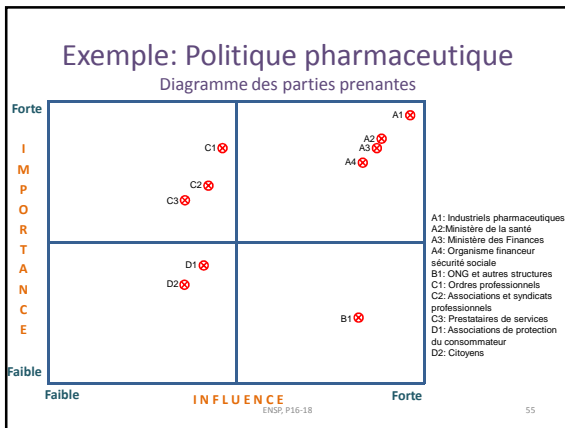 Exemple: Politique pharmaceutique
Diagramme des parties prenantes
Forte
I
M
P
O
R
T
A
N
C
E
Faible
A1
A2
A3
A4
C1
C2
C3
D1
D2
B1
A1: Industriels pharmaceutiques
A2:Ministère de la santé
A3: Ministère des Finances
A4: Organisme financeur
sécurité sociale
B1: ONG et autres structures
C1: Ordres professionnels
C2: Associations et syndicats
professionnels
C3: Prestataires de services
D1: Associations de protection
du consommateur
D2: Citoyens
Faible
INFLUENCE
Forte
ENSP, P16-18
55